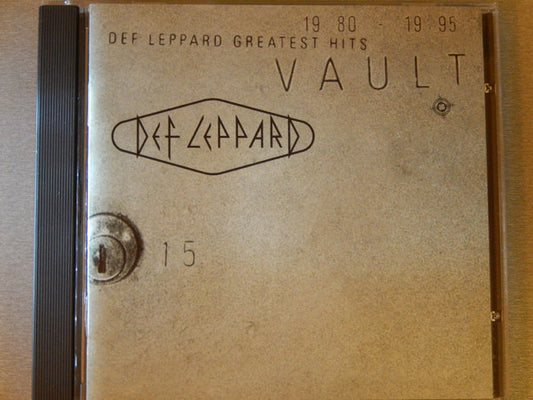 19 80 - 19 95
DEF LEPPARD GREATEST HITS
VAULT
DEF LEPPARD
15